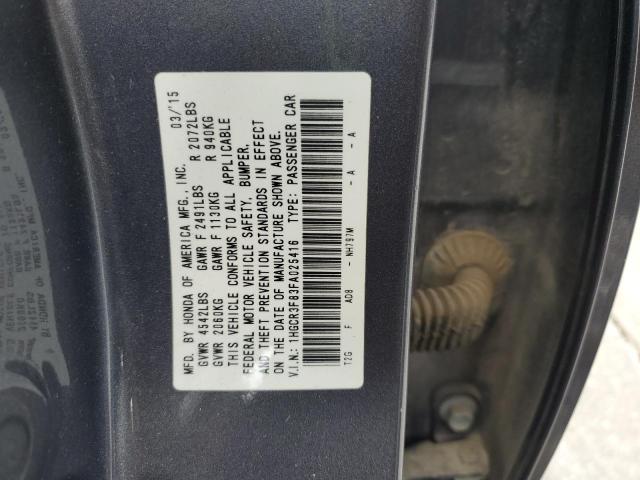 MFD. BY HONDA OF AMERICA MFG., INC. 03/'15
GVWR 4542LBS GAWR F 2491LBS R 2072LBS
GVWR 2060KG GAWR F 1130KG R 940KG
THIS VEHICLE CONFORMS TO ALL APPLICABLE
FEDERAL MOTOR VEHICLE SAFETY, BUMPER,
AND THEFT PREVENTION STANDARDS IN EFFECT
ON THE DATE OF MANUFACTURE SHOWN ABOVE.
V.I.N.: 1HGCR3F83FA025416 TYPE: PASSENGER CAR
T2G F AD8 - NH797M - A - A